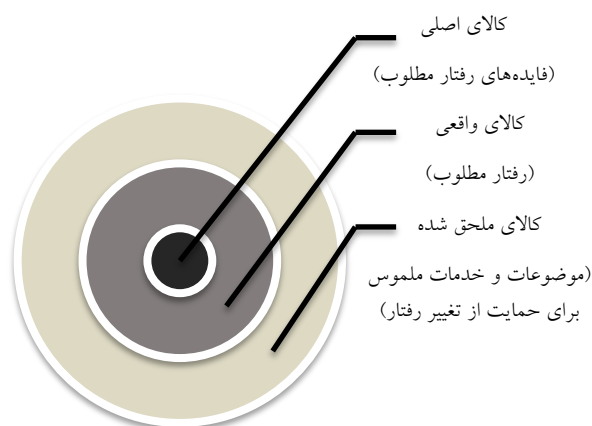 کالای اصلی
(فایده‌های رفتار مطلوب)
کالای واقعی
(رفتار مطلوب)
کالای ملحق شده
(موضوعات و خدمات ملموس
برای حمایت از تغییر رفتار)